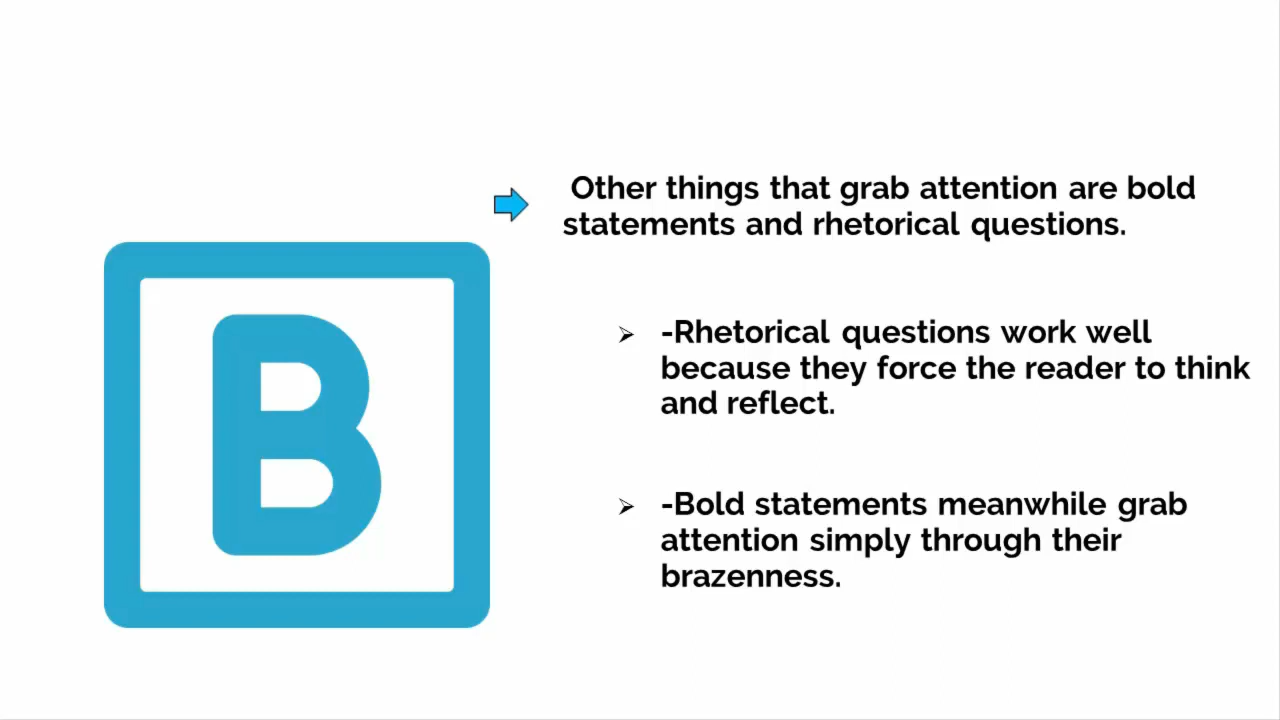 B
Other things that grab attention are bold
statements and rhetorical questions.
-Rhetorical questions work well
because they force the reader to think
and reflect.
-Bold statements meanwhile grab
attention simply through their
brazenness.